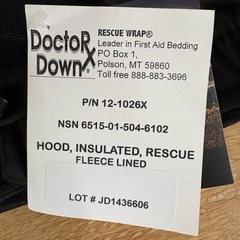 DoctoRx
Down®
RESCUE WRAP®
Leader in First Aid Bedding
PO Box 1,
Polson, MT 59860
Toll free 888-883-3696
P/N 12-1026X
NSN 6515-01-504-6102
HOOD, INSULATED, RESCUE
FLEECE LINED
LOT # JD1436606